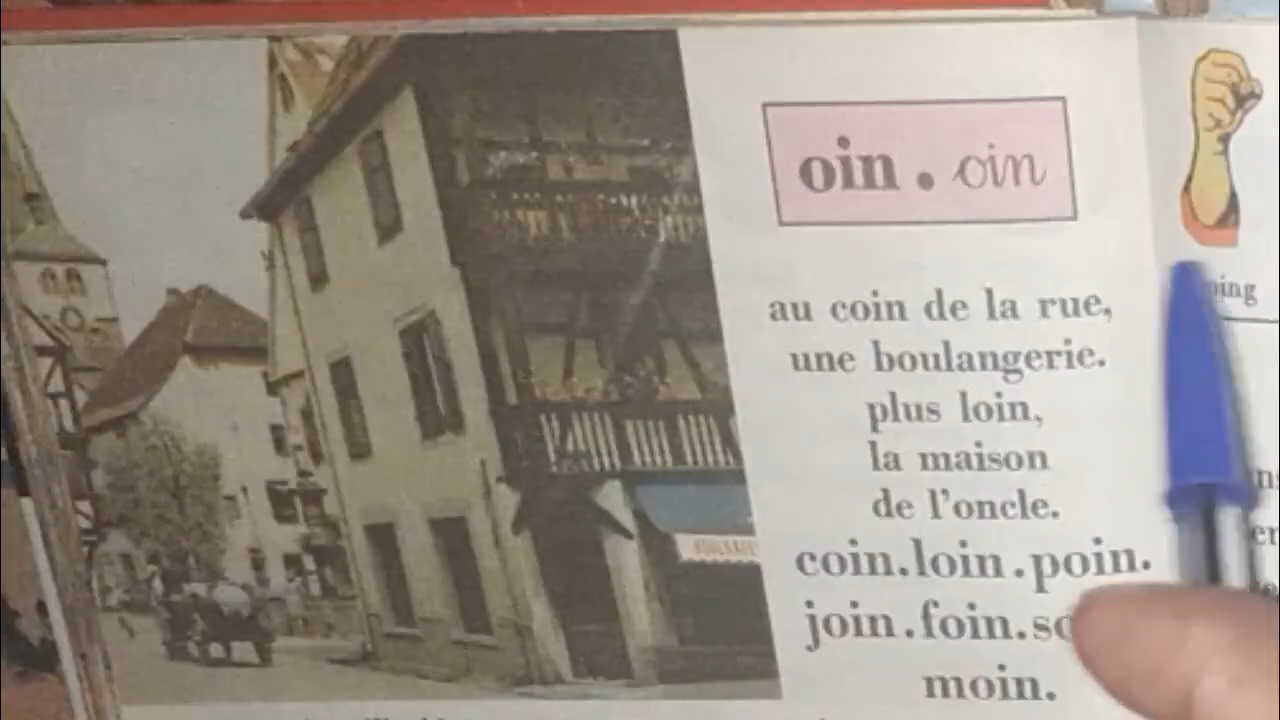 oin . oin
au coin de la rue,
une boulangerie.
plus loin,
la maison
de l'oncle.
coin.loin.poin.
join.foin.
moin.